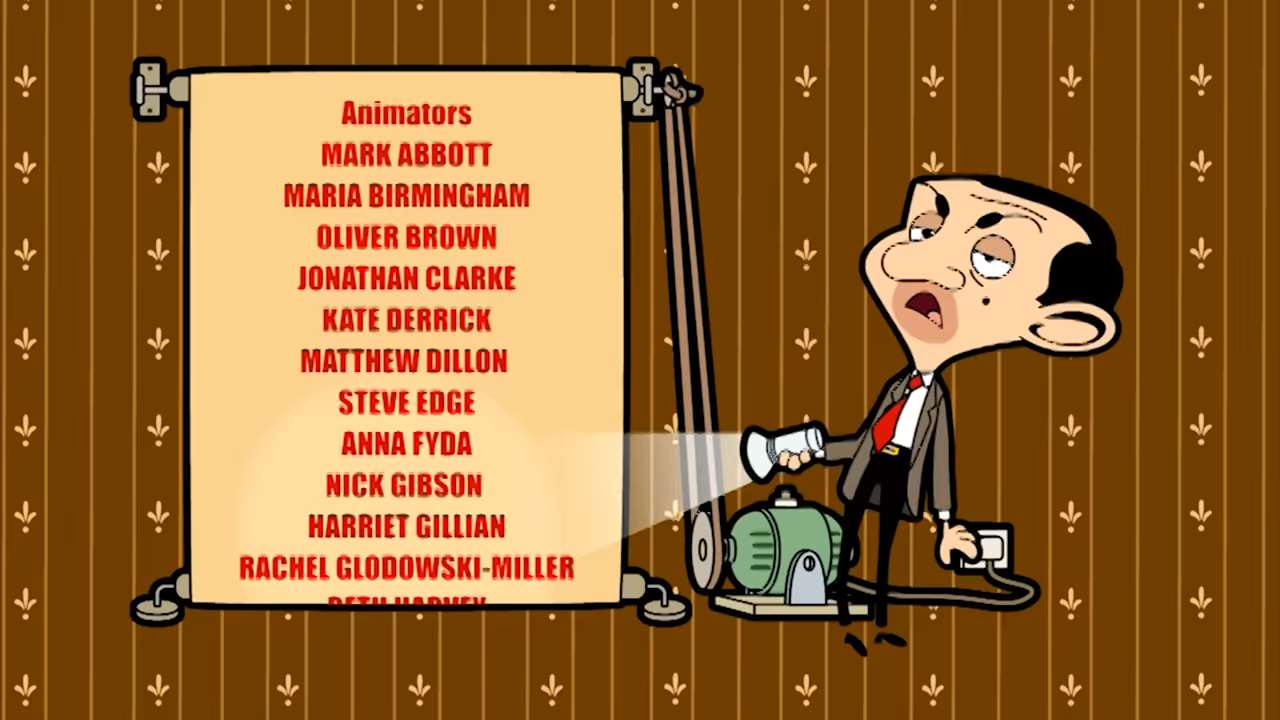 Animators
MARK ABBOTT
MARIA BIRMINGHAM
OLIVER BROWN
JONATHAN CLARKE
KATE DERRICK
MATTHEW DILLON
STEVE EDGE
ANNA FYDA
NICK GIBSON
HARRIET GILLIAN
RACHEL GLODOWSKI-MILLER